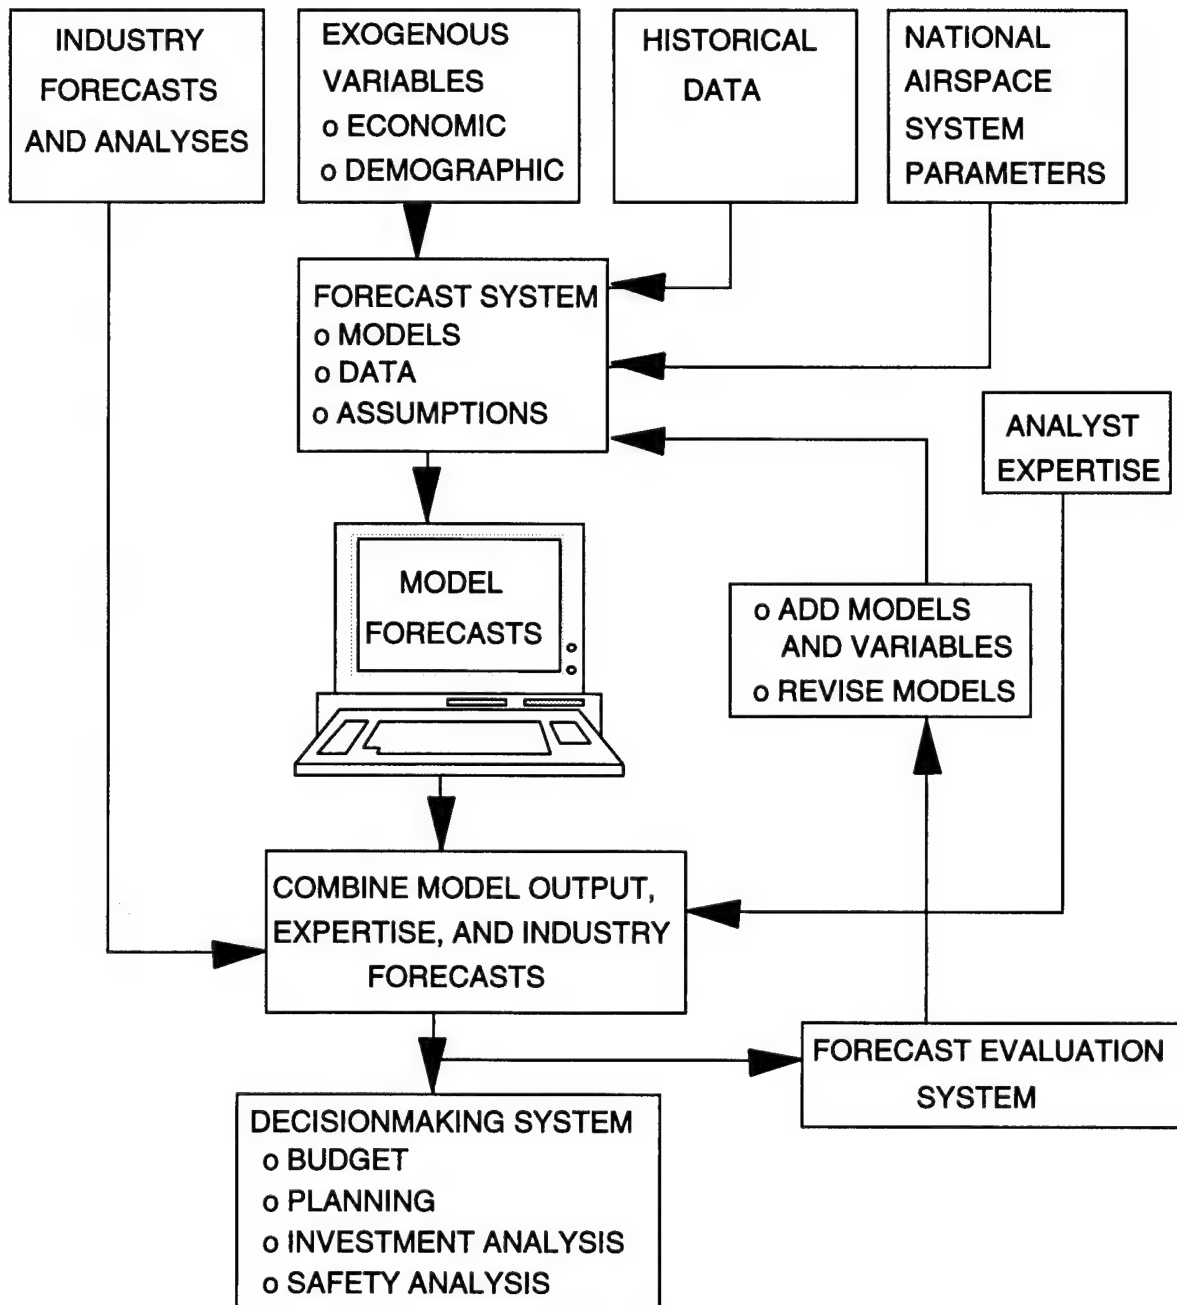 INDUSTRY
FORECASTS
AND ANALYSES
EXOGENOUS
VARIABLES
o ECONOMIC
o DEMOGRAPHIC
HISTORICAL
DATA
NATIONAL
AIRSPACE
SYSTEM
PARAMETERS
FORECAST SYSTEM
o MODELS
o DATA
o ASSUMPTIONS
ANALYST
EXPERTISE
MODEL
FORECASTS
o ADD MODELS
AND VARIABLES
o REVISE MODELS
COMBINE MODEL OUTPUT,
EXPERTISE, AND INDUSTRY
FORECASTS
FORECAST EVALUATION
SYSTEM
DECISIONMAKING SYSTEM
o BUDGET
o PLANNING
o INVESTMENT ANALYSIS
o SAFETY ANALYSIS